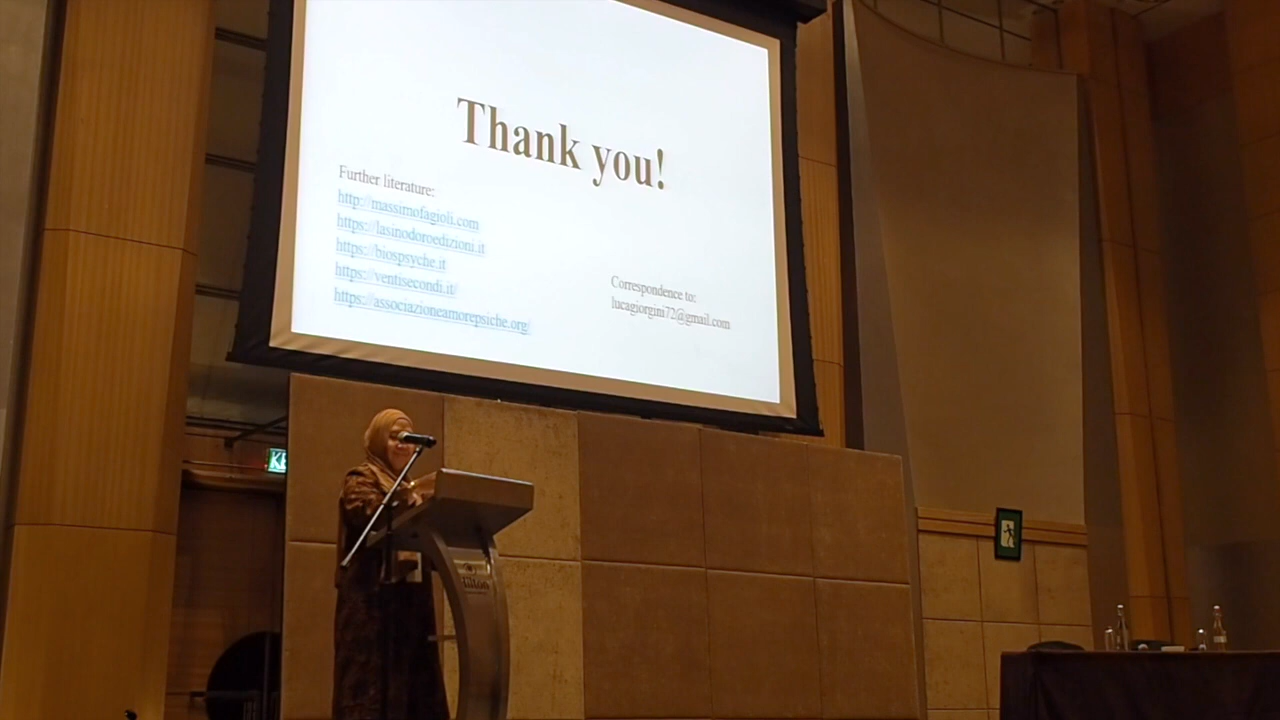 Thank you!
Further literature:
http://massimofagioli.com
https://lasinodoroedizioni.it
https://biospsyche.it
https://ventisecondi.it/
https://associazioneamorepsiche.org/
Correspondence to:
lucagiorgini72@gmail.com
Hilton